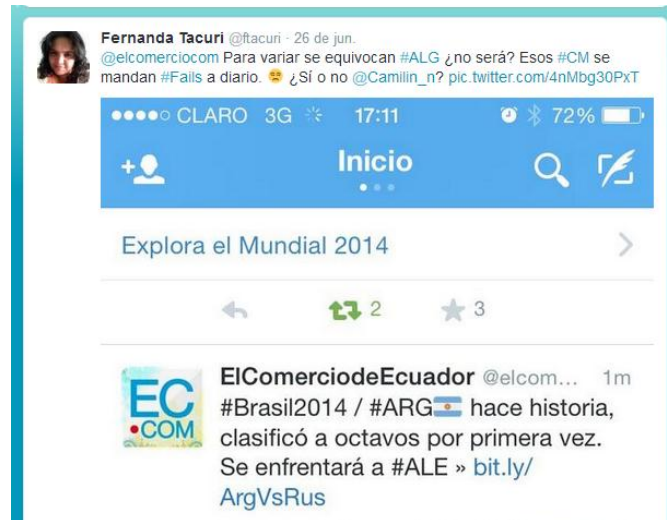 Fernanda Tacuri @ftacuri · 26 de jun.
@elcomerciocom Para variar se equivocan #ALG ¿no será? Esos #CM se
mandan #Fails a diario. 😒 ¿Sí o no @Camilin_n? pic.twitter.com/4nMbg30PxT
CLARO 3G 17:11 72%
Inicio
Explora el Mundial 2014
2 3
ElComerciodeEcuador @elcom... 1m
EC
•COM
#Brasil2014 / #ARG🇦🇷 hace historia,
clasificó a octavos por primera vez.
Se enfrentará a #ALE » bit.ly/
ArgVsRus